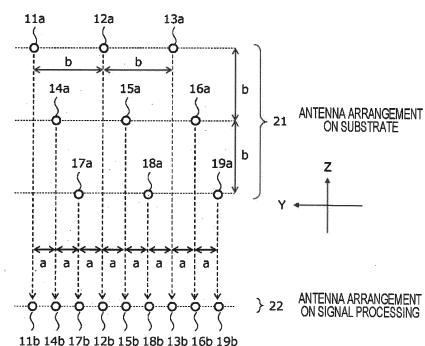 11a 12a 13a
b b
b
14a 15a 16a
21 ANTENNA ARRANGEMENT
ON SUBSTRATE
b
17a 18a 19a
Z
Y
a a a a a a a a
22 ANTENNA ARRANGEMENT
ON SIGNAL PROCESSING
11b 14b 17b 12b 15b 18b 13b 16b 19b